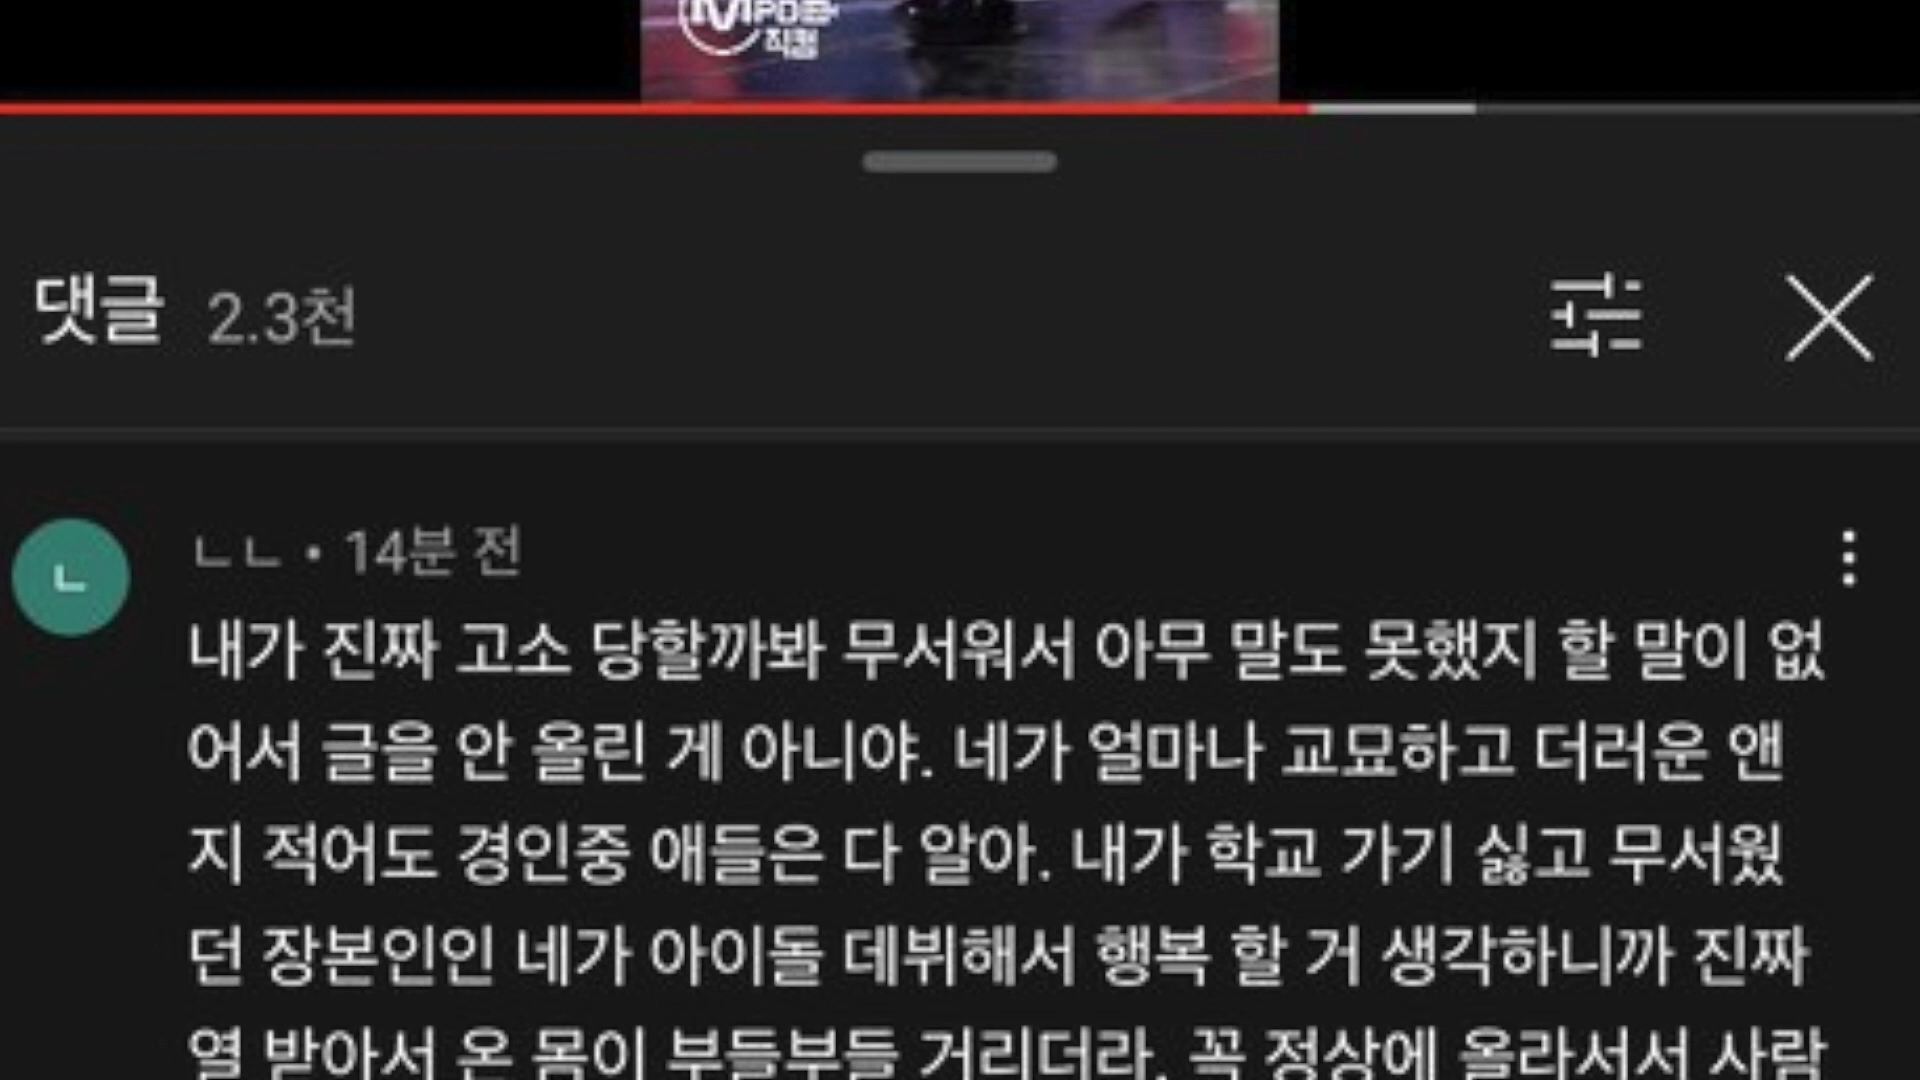 M
직캠
댓글 2.3천
ㄴ
ㄴㄴ • 14분 전
내가 진짜 고소 당할까봐 무서워서 아무 말도 못했지 할 말이 없
어서 글을 안 올린 게 아니야. 네가 얼마나 교묘하고 더러운 앤
지 적어도 경인중 애들은 다 알아. 내가 학교 가기 싫고 무서웠
던 장본인인 네가 아이돌 데뷔해서 행복 할 거 생각하니까 진짜
열 받아서 온 몸이 부들부들 거리더라. 꼭 정상에 올라서서 사람